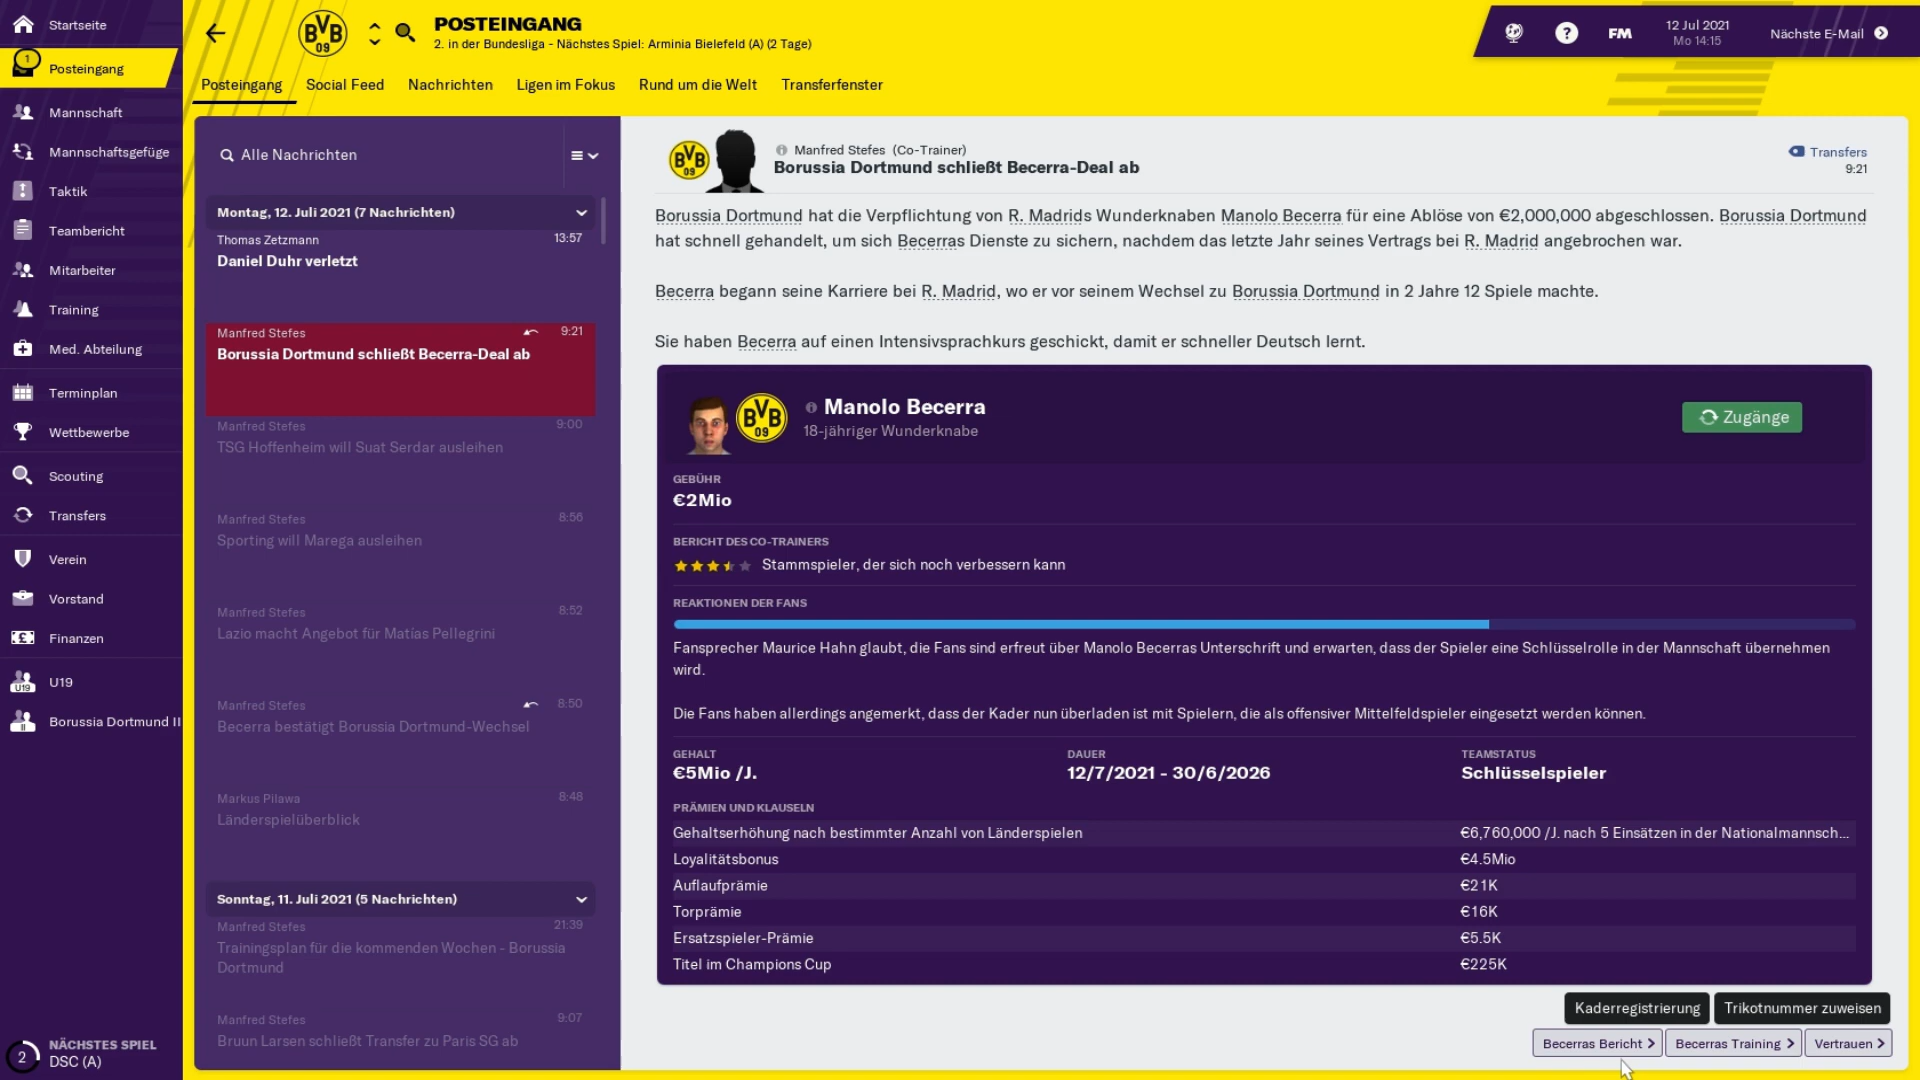 Startseite
1
Posteingang
Mannschaft
Mannschaftsgefüge
Taktik
Teambericht
Mitarbeiter
Training
Med. Abteilung
Terminplan
Wettbewerbe
Scouting
Transfers
Verein
Vorstand
Finanzen
U19
U19
II
Borussia Dortmund II
2
NÄCHSTES SPIEL
DSC (A)
BVB
09
POSTEINGANG
2. in der Bundesliga - Nächstes Spiel: Arminia Bielefeld (A) (2 Tage)
?
FM
12 Jul 2021
Mo 14:15
Nächste E-Mail
Posteingang
Social Feed
Nachrichten
Ligen im Fokus
Rund um die Welt
Transferfenster
Alle Nachrichten
Montag, 12. Juli 2021 (7 Nachrichten)
Thomas Zetzmann 13:57
Daniel Duhr verletzt
Manfred Stefes 9:21
Borussia Dortmund schließt Becerra-Deal ab
Manfred Stefes 9:00
TSG Hoffenheim will Suat Serdar ausleihen
Manfred Stefes 8:56
Sporting will Marega ausleihen
Manfred Stefes 8:52
Lazio macht Angebot für Matías Pellegrini
Manfred Stefes 8:50
Becerra bestätigt Borussia Dortmund-Wechsel
Markus Pilawa 8:48
Länderspielüberblick
Sonntag, 11. Juli 2021 (5 Nachrichten)
Manfred Stefes 21:39
Trainingsplan für die kommenden Wochen - Borussia
Dortmund
Manfred Stefes 9:07
Bruun Larsen schließt Transfer zu Paris SG ab
BVB
09
Manfred Stefes (Co-Trainer)
Borussia Dortmund schließt Becerra-Deal ab
Transfers
9:21
Borussia Dortmund hat die Verpflichtung von R. Madrids Wunderknaben Manolo Becerra für eine Ablöse von €2,000,000 abgeschlossen. Borussia Dortmund
hat schnell gehandelt, um sich Becerras Dienste zu sichern, nachdem das letzte Jahr seines Vertrags bei R. Madrid angebrochen war.
Becerra begann seine Karriere bei R. Madrid, wo er vor seinem Wechsel zu Borussia Dortmund in 2 Jahre 12 Spiele machte.
Sie haben Becerra auf einen Intensivsprachkurs geschickt, damit er schneller Deutsch lernt.
BVB
09
Manolo Becerra
18-jähriger Wunderknabe
Zugänge
GEBÜHR
€2Mio
BERICHT DES CO-TRAINERS
Stammspieler, der sich noch verbessern kann
REAKTIONEN DER FANS
Fansprecher Maurice Hahn glaubt, die Fans sind erfreut über Manolo Becerras Unterschrift und erwarten, dass der Spieler eine Schlüsselrolle in der Mannschaft übernehmen
wird.
Die Fans haben allerdings angemerkt, dass der Kader nun überladen ist mit Spielern, die als offensiver Mittelfeldspieler eingesetzt werden können.
GEHALT DAUER TEAMSTATUS
€5Mio /J. 12/7/2021 - 30/6/2026 Schlüsselspieler
PRÄMIEN UND KLAUSELN
Gehaltserhöhung nach bestimmter Anzahl von Länderspielen €6,760,000 /J. nach 5 Einsätzen in der Nationalmannsch...
Loyalitätsbonus €4.5Mio
Auflaufprämie €21K
Torprämie €16K
Ersatzspieler-Prämie €5.5K
Titel im Champions Cup €225K
Kaderregistrierung Trikotnummer zuweisen
Becerras Bericht Becerras Training Vertrauen